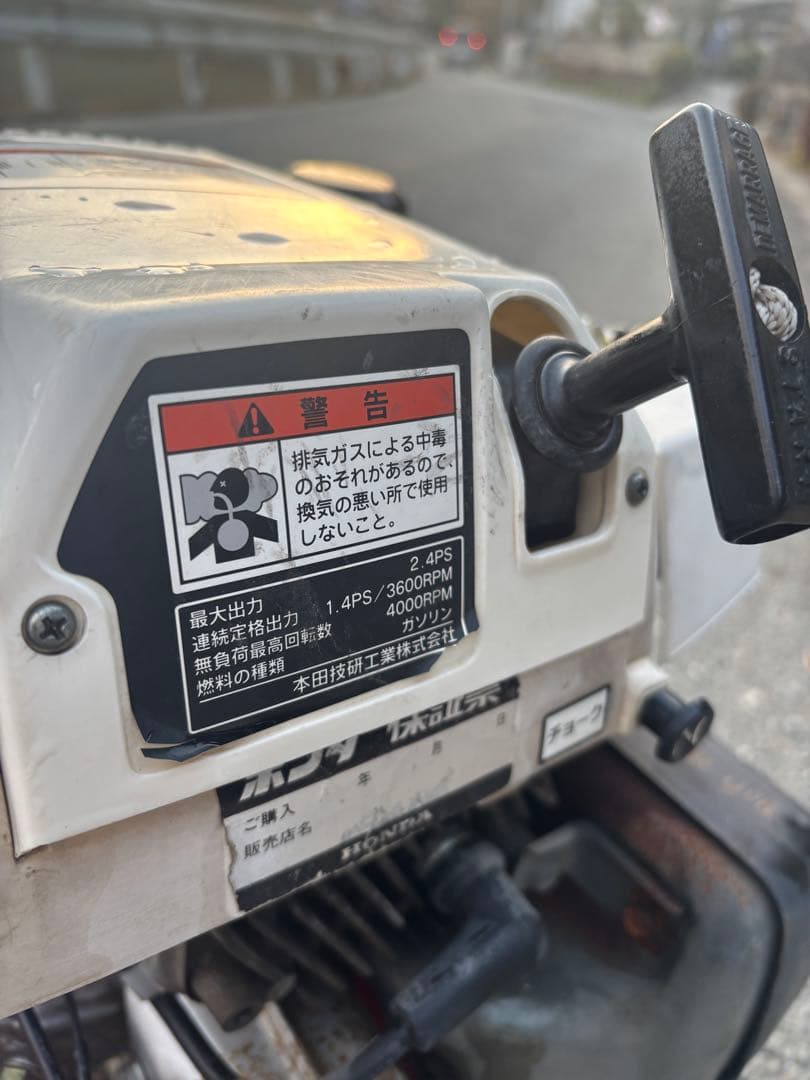 警告
排気ガスによる中毒
のおそれがあるので、
換気の悪い所で使用
しないこと。
最大出力 2.4PS
連続定格出力 1.4PS/3600RPM
無負荷最高回転数 4000RPM
燃料の種類 ガソリン
本田技研工業株式会社
チョーク
ホンダ 保証票
年 月 日
ご購入
販売店名
HONDA
DEMARRAGE
START